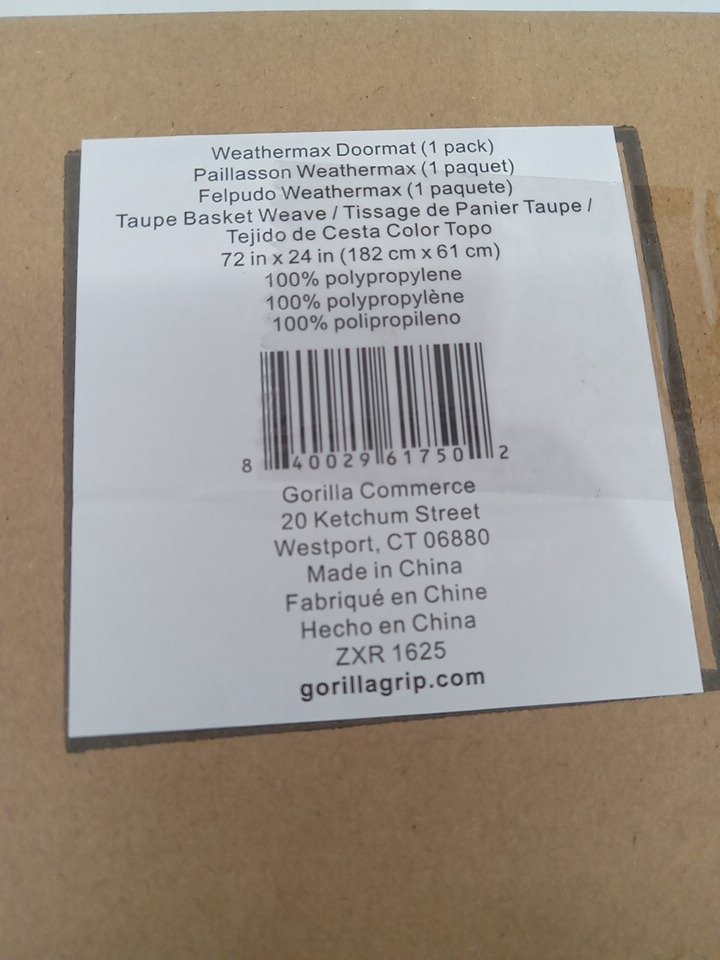 Weathermax Doormat (1 pack)
Paillasson Weathermax (1 paquet)
Felpudo Weathermax (1 paquete)
Taupe Basket Weave / Tissage de Panier Taupe /
Tejido de Cesta Color Topo
72 in x 24 in (182 cm x 61 cm)
100% polypropylene
100% polypropylène
100% polipropileno
8 40029 61750 2
Gorilla Commerce
20 Ketchum Street
Westport, CT 06880
Made in China
Fabriqué en Chine
Hecho en China
ZXR 1625
gorillagrip.com